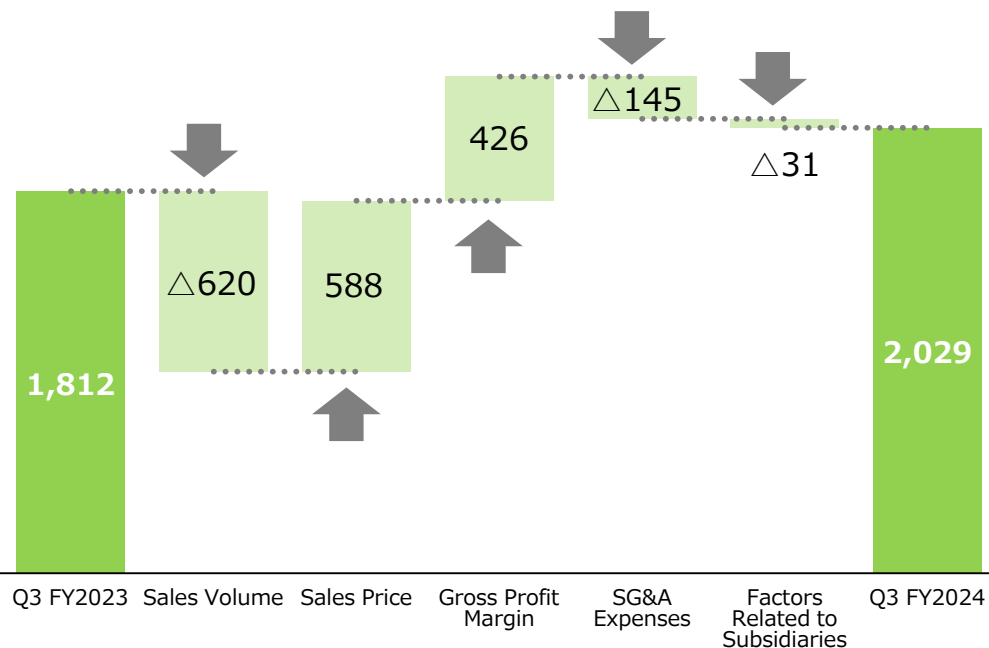 △145
426
△31
△620
588
2,029
1,812
Q3 FY2023
Sales Volume
Sales Price
Gross Profit
Margin
SG&A
Expenses
Factors
Related to
Subsidiaries
Q3 FY2024